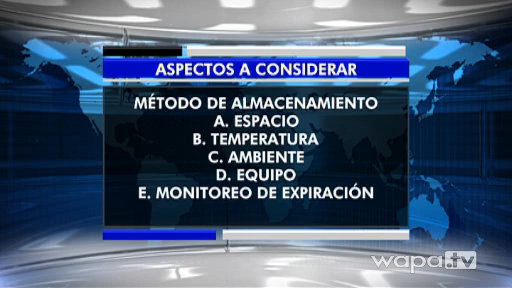 ASPECTOS A CONSIDERAR
MÉTODO DE ALMACENAMIENTO
A. ESPACIO
B. TEMPERATURA
C. AMBIENTE
D. EQUIPO
E. MONITOREO DE EXPIRACIÓN
wapa.tv